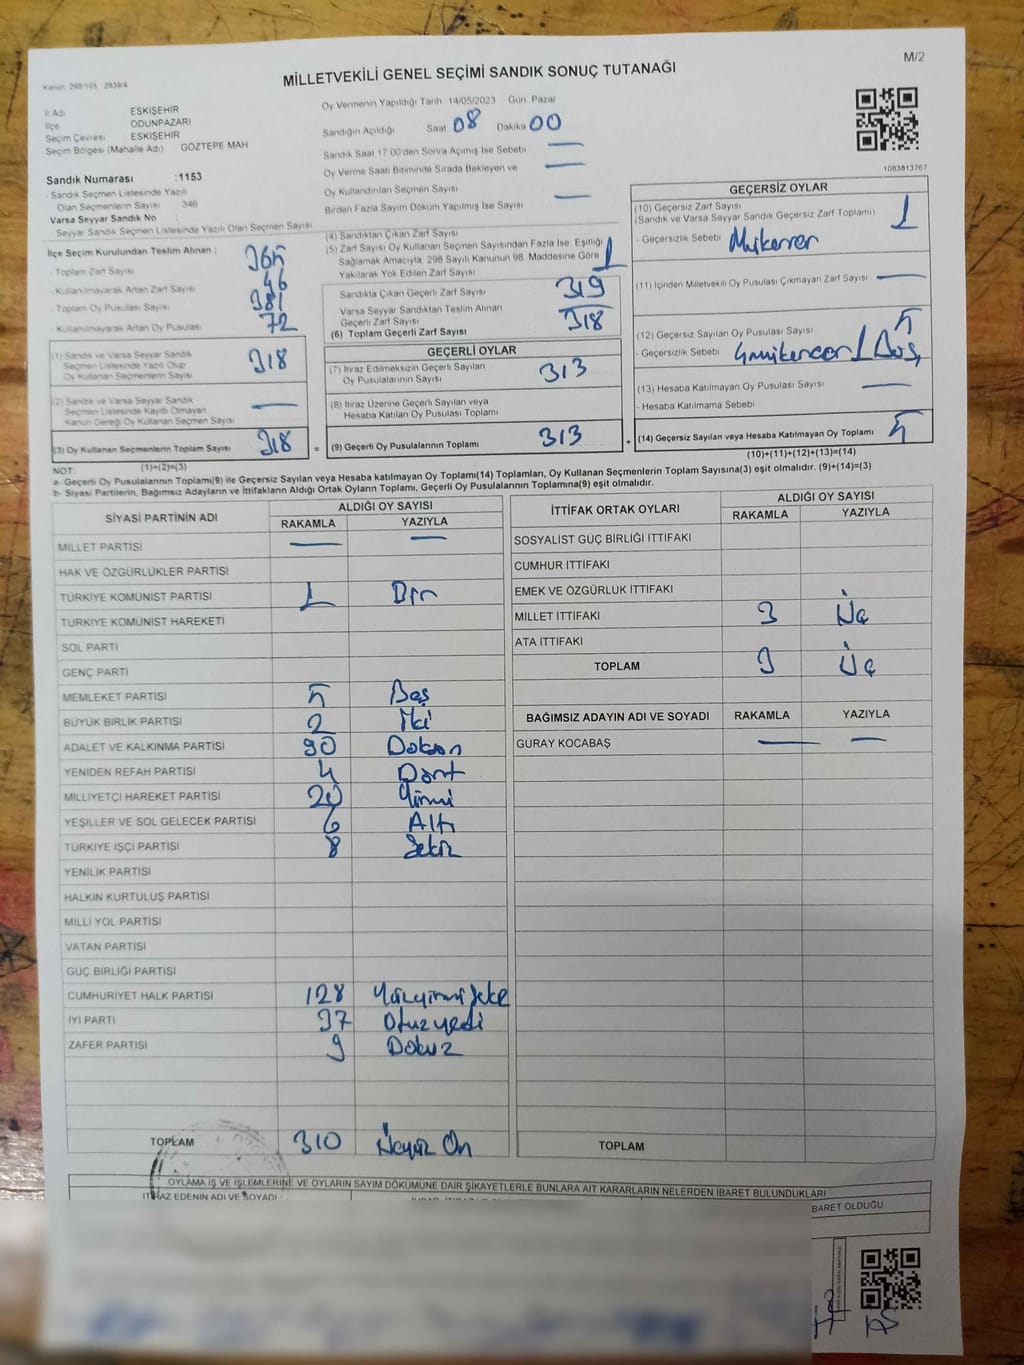 M/2
Kanun: 298/105 2839/4
MİLLETVEKİLİ GENEL SEÇİMİ SANDIK SONUÇ TUTANAĞI
İl Adı ESKİŞEHİR
İlçe ODUNPAZARI
Seçim Çevresi ESKİŞEHİR
Seçim Bölgesi (Mahalle Adı) GÖZTEPE MAH
Sandık Numarası :1153
- Sandık Seçmen Listesinde Yazılı
Olan Seçmenlerin Sayısı 346
Varsa Seyyar Sandık No :
- Seyyar Sandık Seçmen Listesinde Yazılı Olan Seçmen Sayısı
Oy Vermenin Yapıldığı Tarih 14/05/2023 Gün Pazar
Sandığın Açıldığı Saat 08 Dakika 00
Sandık Saat 17:00'den Sonra Açımış İse Sebebi —
Oy Verme Saati Bitiminde Sırada Bekleyen ve
Oy Kullandırılan Seçmen Sayısı —
Birden Fazla Sayım Döküm Yapılmış İse Sayısı —
1083813767
İlçe Seçim Kurulundan Teslim Alınan :
- Toplam Zarf Sayısı 365
- Kullanılmayarak Artan Zarf Sayısı 46
- Toplam Oy Pusulası Sayısı 381
- Kullanılmayarak Artan Oy Pusulası 72
(1) Sandık ve Varsa Seyyar Sandık
Seçmen Listesinde Yazılı Olup
Oy Kullanan Seçmenlerin Sayısı 318
(2) Sandık ve Varsa Seyyar Sandık
Seçmen Listesinde Kayıtlı Olmayan
Kanun Gereği Oy Kullanan Seçmen Sayısı —
(3) Oy Kullanan Seçmenlerin Toplam Sayısı 318 =
(1)+(2)=(3)
(4) Sandıktan Çıkan Zarf Sayısı
(5) Zarf Sayısı Oy Kullanan Seçmen Sayısından Fazla İse, Eşitliği
Sağlamak Amacıyla, 298 Sayılı Kanunun 98. Maddesine Göre
Yakılarak Yok Edilen Zarf Sayısı 1
Sandıkta Çıkan Geçerli Zarf Sayısı 319
Varsa Seyyar Sandıktan Teslim Alınan
Geçerli Zarf Sayısı
(6) Toplam Geçerli Zarf Sayısı 318
GEÇERLİ OYLAR
(7) İtiraz Edilmeksizin Geçerli Sayılan
Oy Pusulalarının Sayısı 313
(8) İtiraz Üzerine Geçerli Sayılan veya
Hesaba Katılan Oy Pusulası Toplamı
(9) Geçerli Oy Pusulalarının Toplamı 313 +
GEÇERSİZ OYLAR
(10) Geçersiz Zarf Sayısı
(Sandık ve Varsa Seyyar Sandık Geçersiz Zarf Toplamı) 1
- Geçersizlik Sebebi Mükerrer
(11) İçinden Milletvekili Oy Pusulası Çıkmayan Zarf Sayısı —
(12) Geçersiz Sayılan Oy Pusulası Sayısı 5
- Geçersizlik Sebebi 4 mükerrer 1 Boş
(13) Hesaba Katılmayan Oy Pusulası Sayısı —
- Hesaba Katılmama Sebebi
(14) Geçersiz Sayılan veya Hesaba Katılmayan Oy Toplamı 5
(10)+(11)+(12)+(13)=(14)
NOT:
a- Geçerli Oy Pusulalarının Toplamı(9) ile Geçersiz Sayılan veya Hesaba katılmayan Oy Toplamı(14) Toplamları, Oy Kullanan Seçmenlerin Toplam Sayısına(3) eşit olmalıdır. (9)+(14)=(3)
b- Siyasi Partilerin, Bağımsız Adayların ve İttifakların Aldığı Ortak Oyların Toplamı, Geçerli Oy Pusulalarının Toplamına(9) eşit olmalıdır.
SİYASİ PARTİNİN ADI ALDIĞI OY SAYISI
RAKAMLA YAZIYLA
MİLLET PARTİSİ — —
HAK VE ÖZGÜRLÜKLER PARTİSİ
TÜRKİYE KOMÜNİST PARTİSİ 1 Bir
TÜRKİYE KOMÜNİST HAREKETİ
SOL PARTİ
GENÇ PARTİ
MEMLEKET PARTİSİ 5 Beş
BÜYÜK BİRLİK PARTİSİ 2 İki
ADALET VE KALKINMA PARTİSİ 90 Doksan
YENİDEN REFAH PARTİSİ 4 Dört
MİLLİYETÇİ HAREKET PARTİSİ 20 Yirmi
YEŞİLLER VE SOL GELECEK PARTİSİ 6 Altı
TÜRKİYE İŞÇİ PARTİSİ 8 Sekiz
YENİLİK PARTİSİ
HALKIN KURTULUŞ PARTİSİ
MİLLİ YOL PARTİSİ
VATAN PARTİSİ
GÜÇ BİRLİĞİ PARTİSİ
CUMHURİYET HALK PARTİSİ 128
İYİ PARTİ 37 Otuzyedi
ZAFER PARTİSİ 9 Dokuz
TOPLAM 310 Üçyüz On
İTTİFAK ORTAK OYLARI ALDIĞI OY SAYISI
RAKAMLA YAZIYLA
SOSYALİST GÜÇ BİRLİĞİ İTTİFAKI
CUMHUR İTTİFAKI
EMEK VE ÖZGÜRLÜK İTTİFAKI
MİLLET İTTİFAKI 3 Üç
ATA İTTİFAKI
TOPLAM 3 Üç
BAĞIMSIZ ADAYIN ADI VE SOYADI RAKAMLA YAZIYLA
GÜRAY KOCABAŞ — —
TOPLAM
OYLAMA İŞ VE İŞLEMLERİNE VE OYLARIN SAYIM DÖKÜMÜNE DAİR ŞİKAYETLERLE BUNLARA AİT KARARLARIN NELERDEN İBARET BULUNDUKLARI
İTİRAZ EDENİN ADI VE SOYADI
BARET OLDUĞU